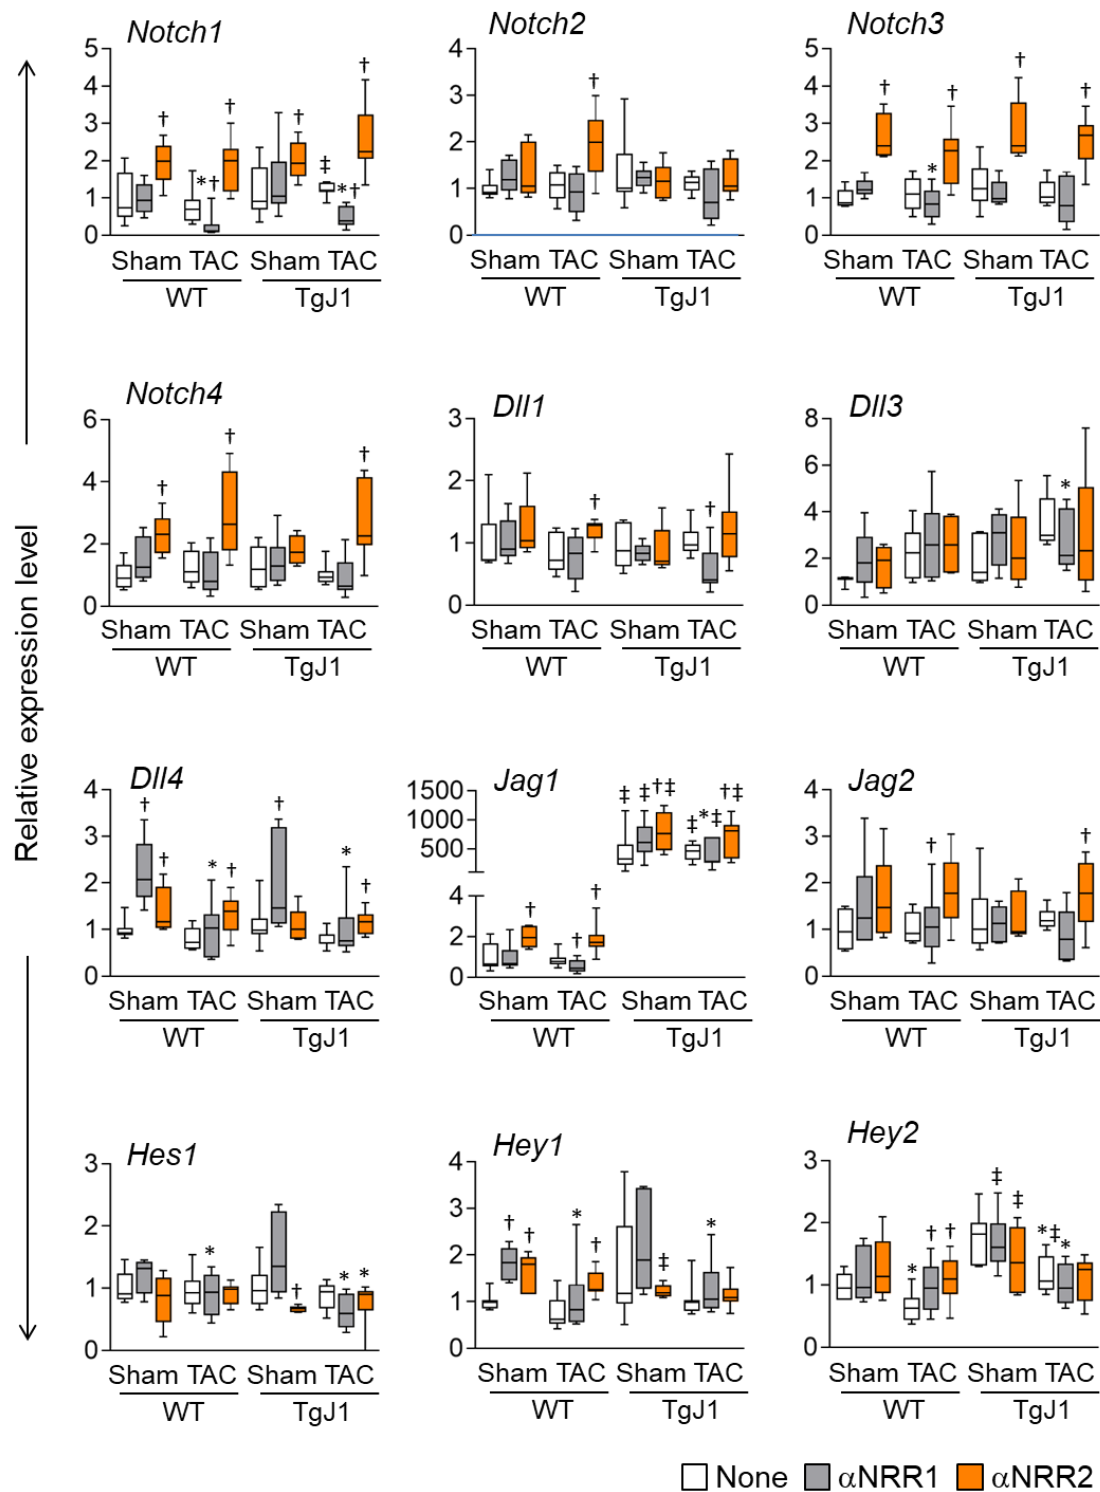 Relative expression level
Notch1
5
4
3
2
1
0
† † † † *† ‡ *†
Sham TAC Sham TAC
WT TgJ1
Notch2
4
3
2
1
0
†
Sham TAC Sham TAC
WT TgJ1
Notch3
5
4
3
2
1
0
† † * † †
Sham TAC Sham TAC
WT TgJ1
Notch4
6
4
2
0
† † †
Sham TAC Sham TAC
WT TgJ1
Dll1
3
2
1
0
† †
Sham TAC Sham TAC
WT TgJ1
Dll3
8
6
4
2
0
*
Sham TAC Sham TAC
WT TgJ1
Dll4
4
3
2
1
0
† † * † † * †
Sham TAC Sham TAC
WT TgJ1
Jag1
1500
1000
500
4
2
0
† † † ‡ ‡ †‡ ‡ *‡ †‡
Sham TAC Sham TAC
WT TgJ1
Jag2
4
3
2
1
0
† †
Sham TAC Sham TAC
WT TgJ1
Hes1
3
2
1
0
* † * *
Sham TAC Sham TAC
WT TgJ1
Hey1
4
3
2
1
0
† † * † ‡ *
Sham TAC Sham TAC
WT TgJ1
Hey2
3
2
1
0
* † † ‡ ‡ *‡ *
Sham TAC Sham TAC
WT TgJ1
None αNRR1 αNRR2